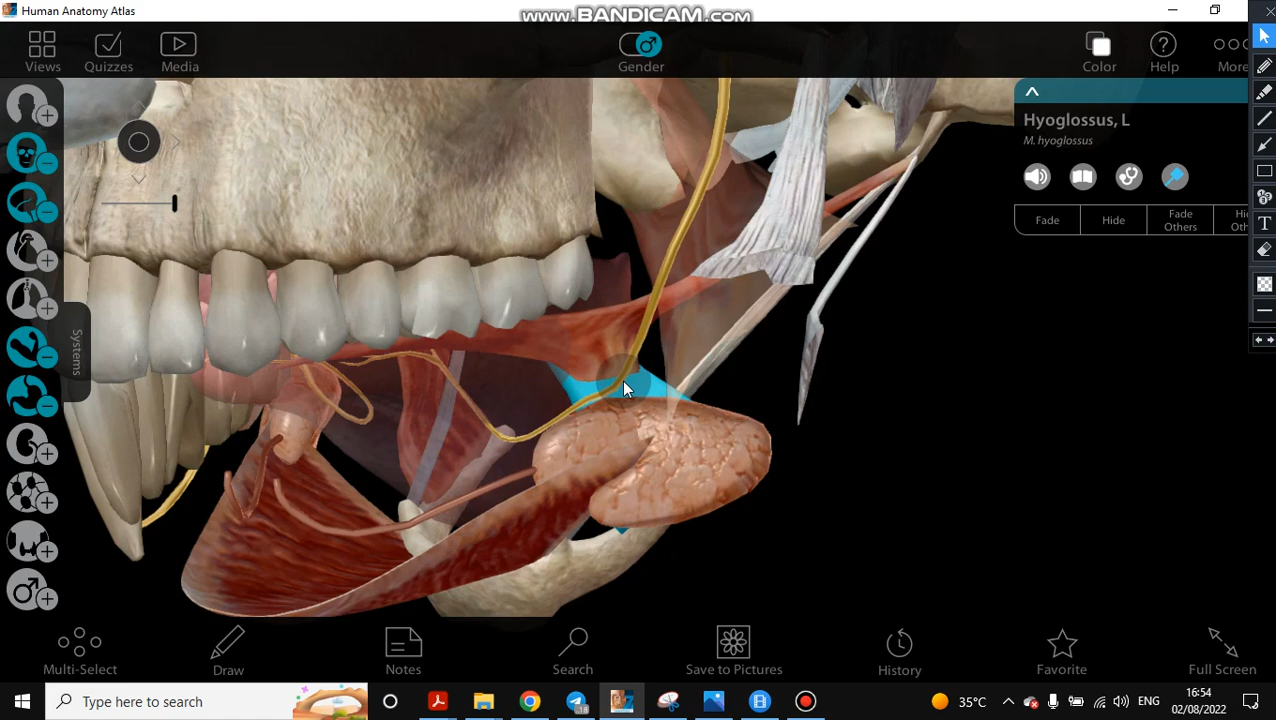 Human Anatomy Atlas
www.BANDICAM.com
Views
Quizzes
Media
Gender
Color
Help
More
Hyoglossus, L
M. hyoglossus
Fade
Hide
Fade
Others
Systems
Multi-Select
Draw
Notes
Search
Save to Pictures
History
Favorite
Full Screen
Type here to search
18
35°C
ENG
16:54
02/08/2022